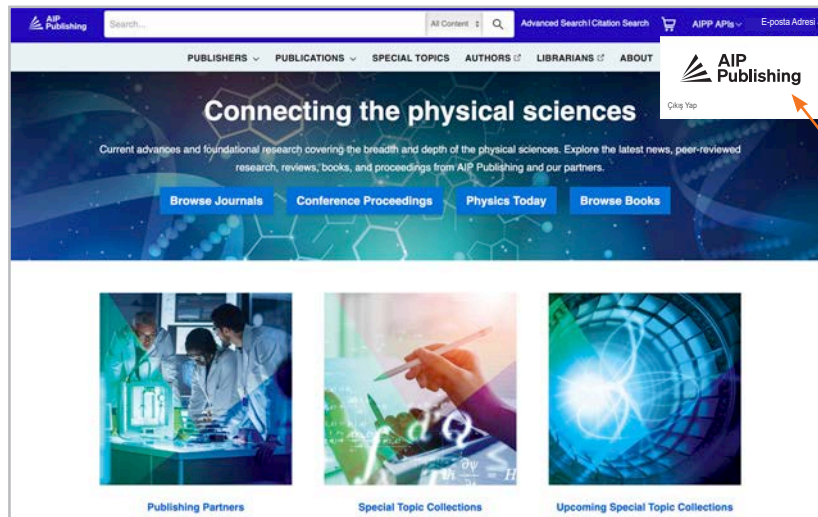 AIP Publishing
Search...
All Content
Advanced Search | Citation Search
AIPP APIs
E-posta Adresi
PUBLISHERS
PUBLICATIONS
SPECIAL TOPICS
AUTHORS
LIBRARIANS
ABOUT
AIP
Publishing
Çıkış Yap
Connecting the physical sciences
Current advances and foundational research covering the breadth and depth of the physical sciences. Explore the latest news, peer-reviewed
research, reviews, books, and proceedings from AIP Publishing and our partners.
Browse Journals
Conference Proceedings
Physics Today
Browse Books
Publishing Partners
Special Topic Collections
Upcoming Special Topic Collections